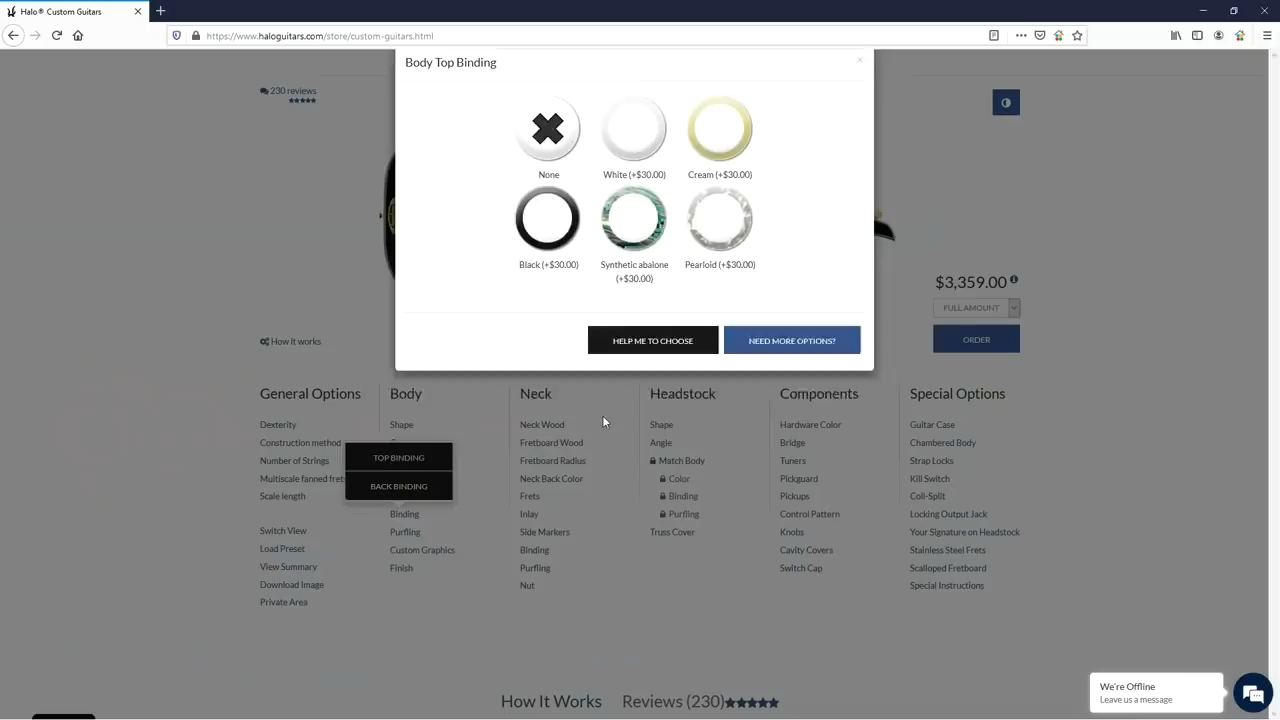 Halo® Custom Guitars
https://www.haloguitars.com/store/custom-guitars.html
Body Top Binding
230 reviews
None
White (+$30.00)
Cream (+$30.00)
Black (+$30.00)
Synthetic abalone
(+$30.00)
Pearloid (+$30.00)
$3,359.00
FULL AMOUNT
ORDER
How it works
HELP ME TO CHOOSE
NEED MORE OPTIONS?
General Options
Dexterity
Construction method
Number of Strings
Multiscale fanned frets
Scale length
Switch View
Load Preset
View Summary
Download Image
Private Area
Body
Shape
TOP BINDING
BACK BINDING
Binding
Purfling
Custom Graphics
Finish
Neck
Neck Wood
Fretboard Wood
Fretboard Radius
Neck Back Color
Frets
Inlay
Side Markers
Binding
Purfling
Nut
Headstock
Shape
Angle
Match Body
Color
Binding
Purfling
Truss Cover
Components
Hardware Color
Bridge
Tuners
Pickguard
Pickups
Control Pattern
Knobs
Cavity Covers
Switch Cap
Special Options
Guitar Case
Chambered Body
Strap Locks
Kill Switch
Coil-Split
Locking Output Jack
Your Signature on Headstock
Stainless Steel Frets
Scalloped Fretboard
Special Instructions
How It Works
Reviews (230)
We're Offline
Leave us a message